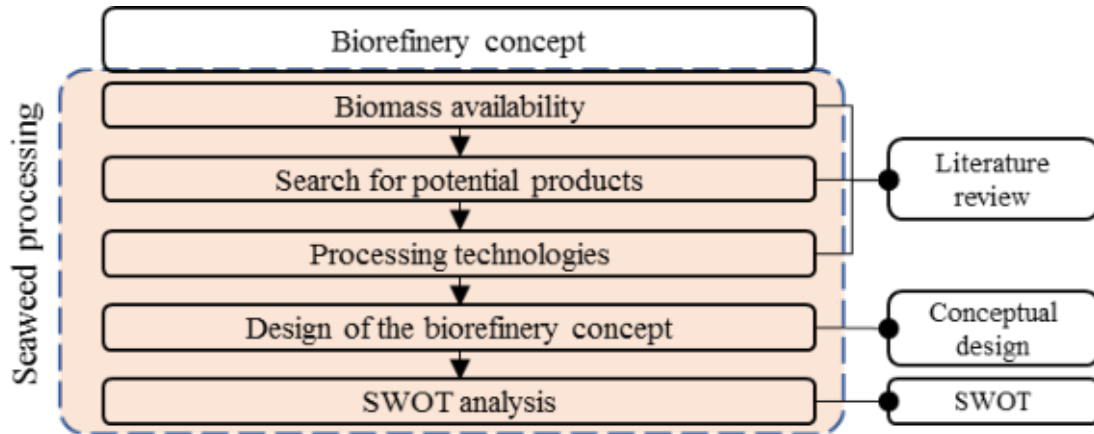 Biorefinery concept
Seaweed processing
Biomass availability
Search for potential products
Processing technologies
Design of the biorefinery concept
SWOT analysis
Literature
review
Conceptual
design
SWOT